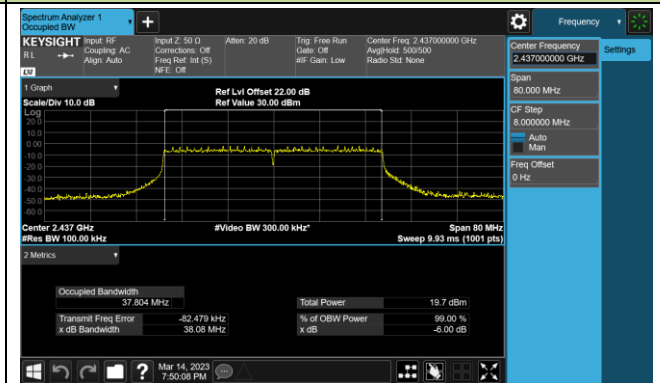 Spectrum Analyzer 1
Occupied BW
Frequency
KEYSIGHT
RL
LXI
Input: RF
Coupling: AC
Align: Auto
Input Z: 50 Ω
Corrections: Off
Freq Ref: Int (S)
NFE: Off
Atten: 20 dB
Trig: Free Run
Gate: Off
#IF Gain: Low
Center Freq: 2.437000000 GHz
Avg|Hold: 500/500
Radio Std: None
Center Frequency
2.437000000 GHz
Settings
Span
80.000 MHz
CF Step
8.000000 MHz
Auto
Man
Freq Offset
0 Hz
1 Graph
Scale/Div 10.0 dB
Ref Lvl Offset 22.00 dB
Ref Value 30.00 dBm
Log
20.0
10.0
0.00
-10.0
-20.0
-30.0
-40.0
-50.0
-60.0
Center 2.437 GHz
#Video BW 300.00 kHz*
Span 80 MHz
#Res BW 100.00 kHz
Sweep 9.93 ms (1001 pts)
2 Metrics
Occupied Bandwidth
37.804 MHz
Total Power 19.7 dBm
Transmit Freq Error -82.479 kHz
% of OBW Power 99.00 %
x dB Bandwidth 38.08 MHz
x dB -6.00 dB
Mar 14, 2023
7:50:08 PM